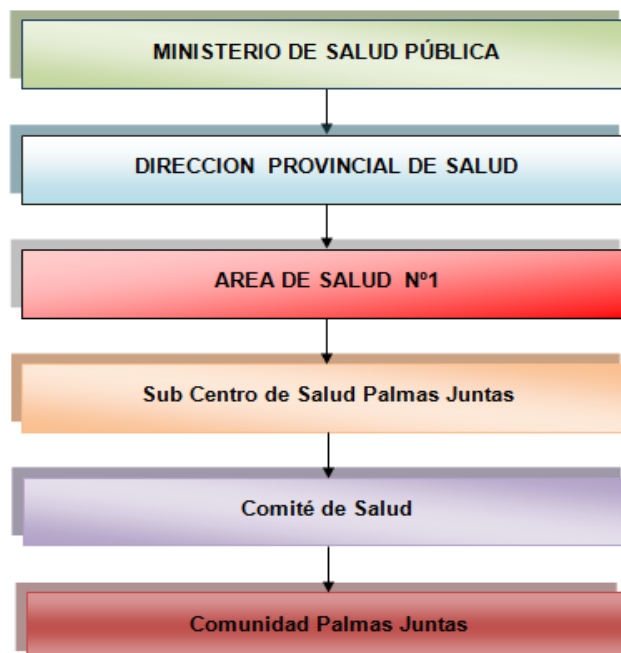 MINISTERIO DE SALUD PÚBLICA
DIRECCION PROVINCIAL DE SALUD
AREA DE SALUD Nº1
Sub Centro de Salud Palmas Juntas
Comité de Salud
Comunidad Palmas Juntas